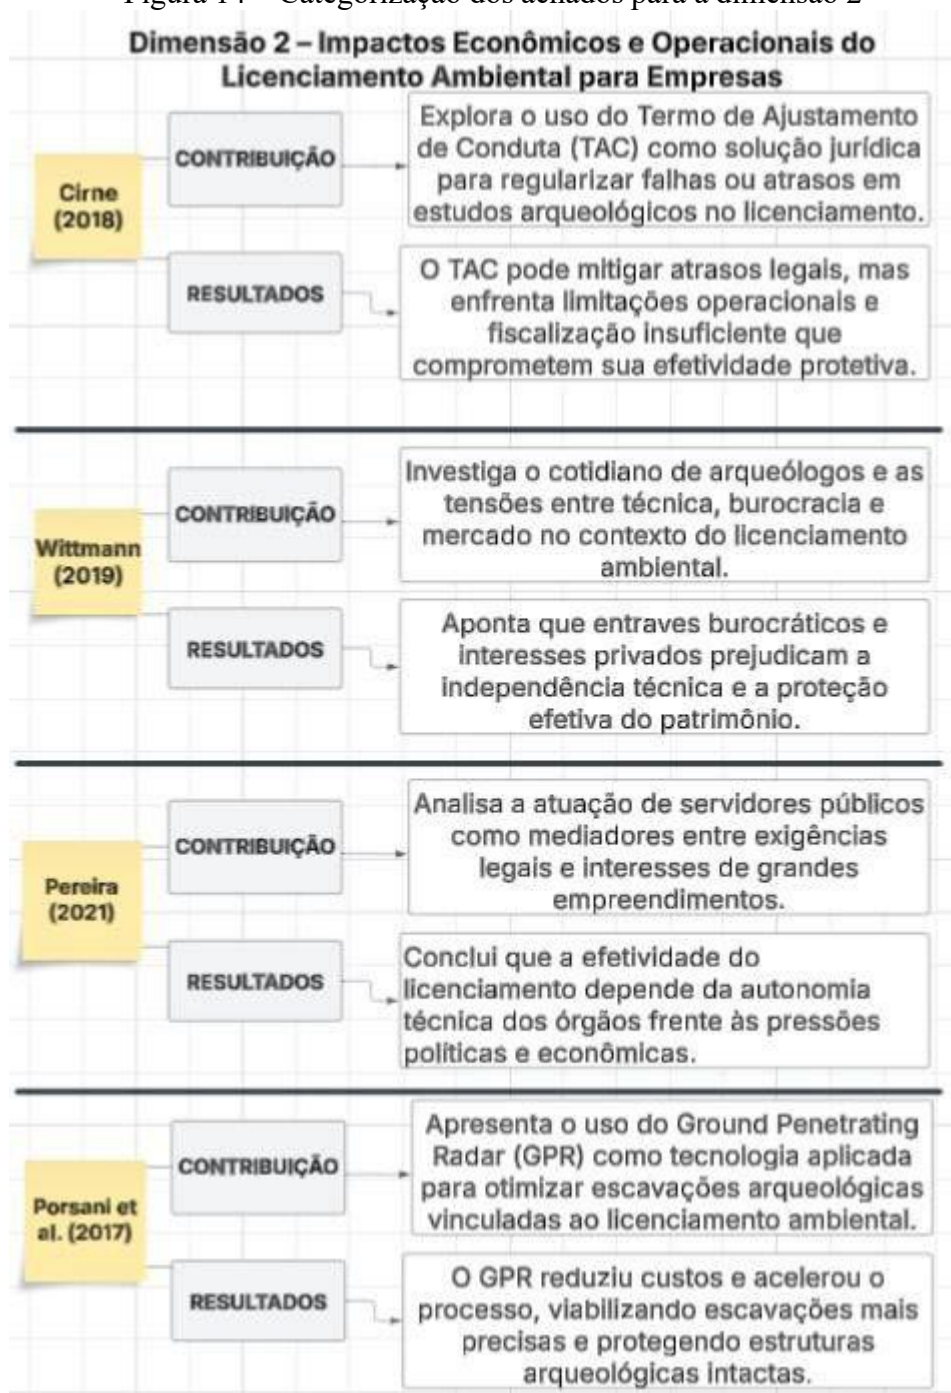 Figura 14 – Categorização dos achados para a dimensão 2
Dimensão 2 – Impactos Econômicos e Operacionais do
Licenciamento Ambiental para Empresas
Cirne
(2018)
CONTRIBUIÇÃO
Explora o uso do Termo de Ajustamento
de Conduta (TAC) como solução jurídica
para regularizar falhas ou atrasos em
estudos arqueológicos no licenciamento.
RESULTADOS
O TAC pode mitigar atrasos legais, mas
enfrenta limitações operacionais e
fiscalização insuficiente que
comprometem sua efetividade protetiva.
Wittmann
(2019)
CONTRIBUIÇÃO
Investiga o cotidiano de arqueólogos e as
tensões entre técnica, burocracia e
mercado no contexto do licenciamento
ambiental.
RESULTADOS
Aponta que entraves burocráticos e
interesses privados prejudicam a
independência técnica e a proteção
efetiva do patrimônio.
Pereira
(2021)
CONTRIBUIÇÃO
Analisa a atuação de servidores públicos
como mediadores entre exigências
legais e interesses de grandes
empreendimentos.
RESULTADOS
Conclui que a efetividade do
licenciamento depende da autonomia
técnica dos órgãos frente às pressões
políticas e econômicas.
Porsani et
al. (2017)
CONTRIBUIÇÃO
Apresenta o uso do Ground Penetrating
Radar (GPR) como tecnologia aplicada
para otimizar escavações arqueológicas
vinculadas ao licenciamento ambiental.
RESULTADOS
O GPR reduziu custos e acelerou o
processo, viabilizando escavações mais
precisas e protegendo estruturas
arqueológicas intactas.